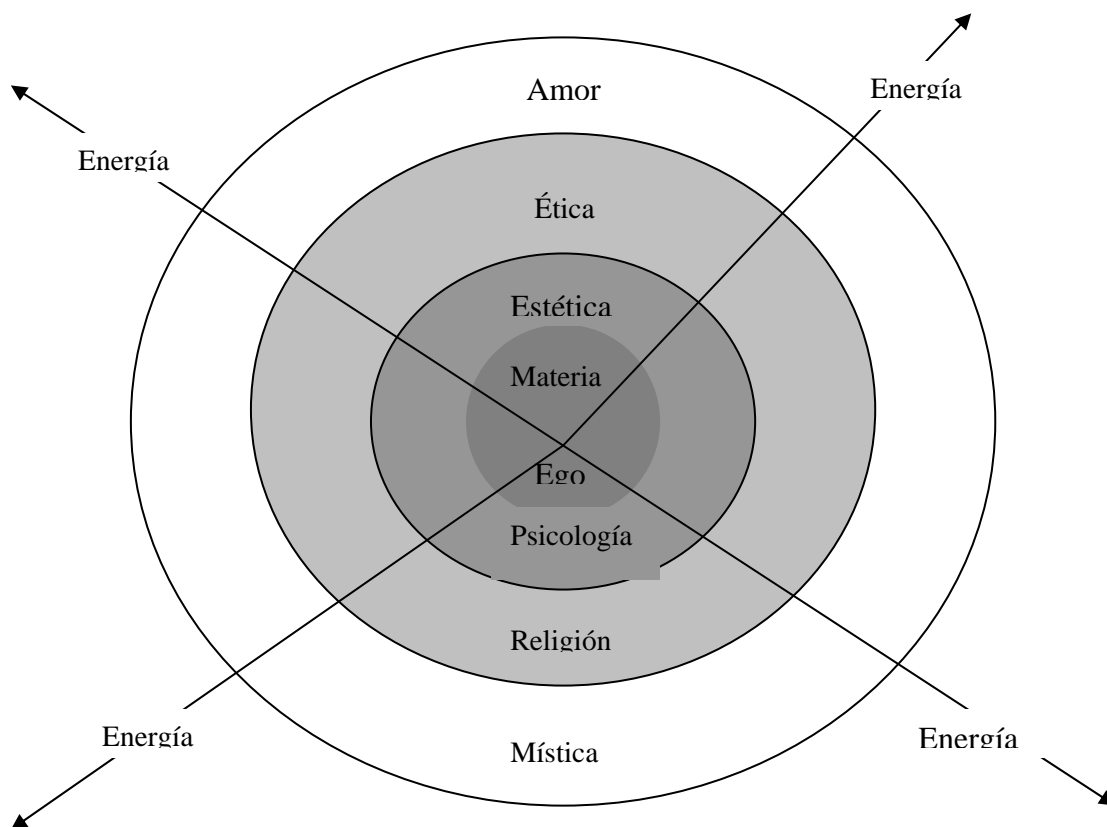 Amor
Energía
Energía
Ética
Estética
Materia
Ego
Psicología
Religión
Energía
Energía
Mística